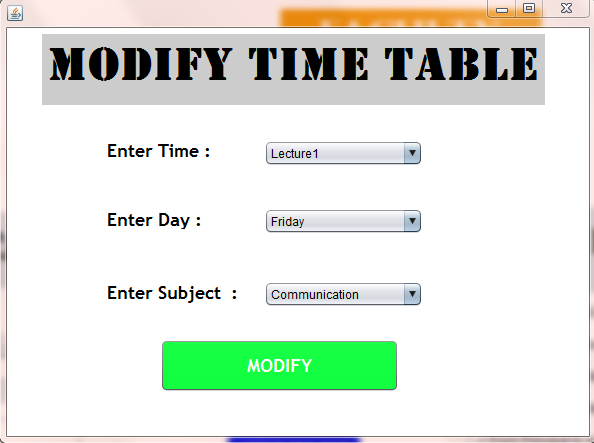 MODIFY TIME TABLE
Enter Time : Lecture1
Enter Day : Friday
Enter Subject : Communication
MODIFY